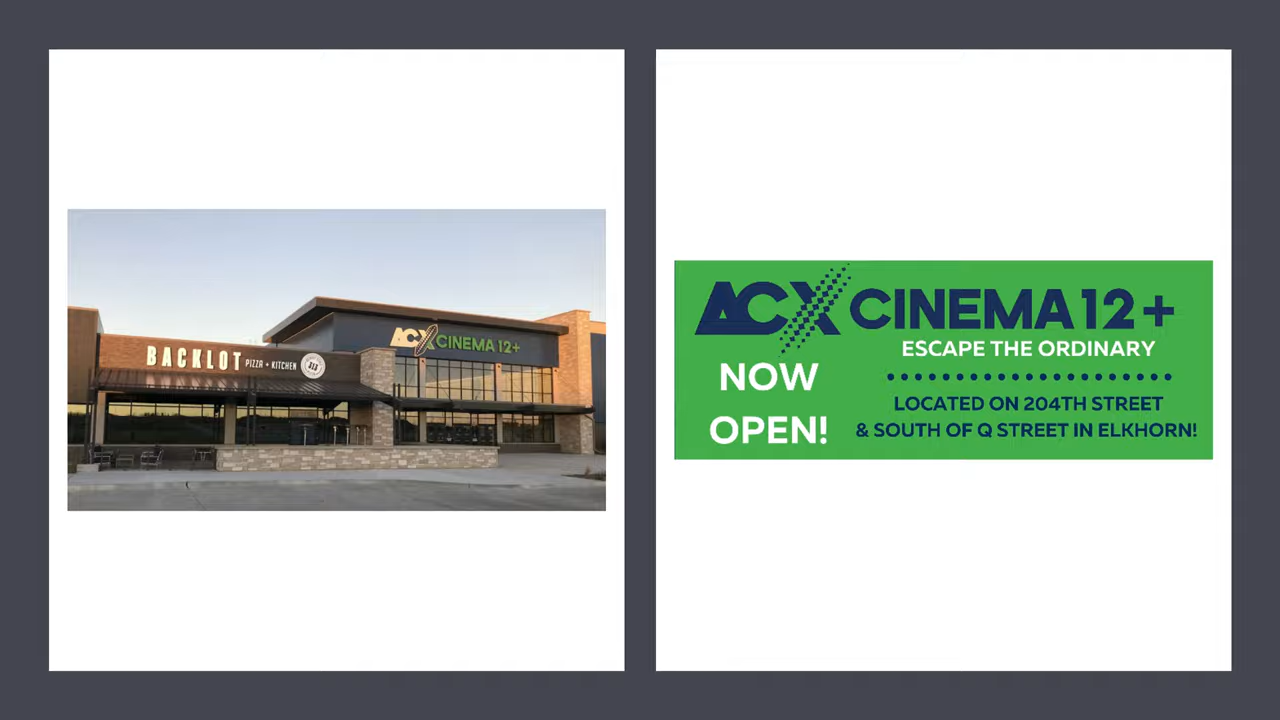 BACKLOT PIZZA + KITCHEN
ACX CINEMA 12+
ACX CINEMA 12+
ESCAPE THE ORDINARY
NOW
OPEN!
LOCATED ON 204TH STREET
& SOUTH OF Q STREET IN ELKHORN!